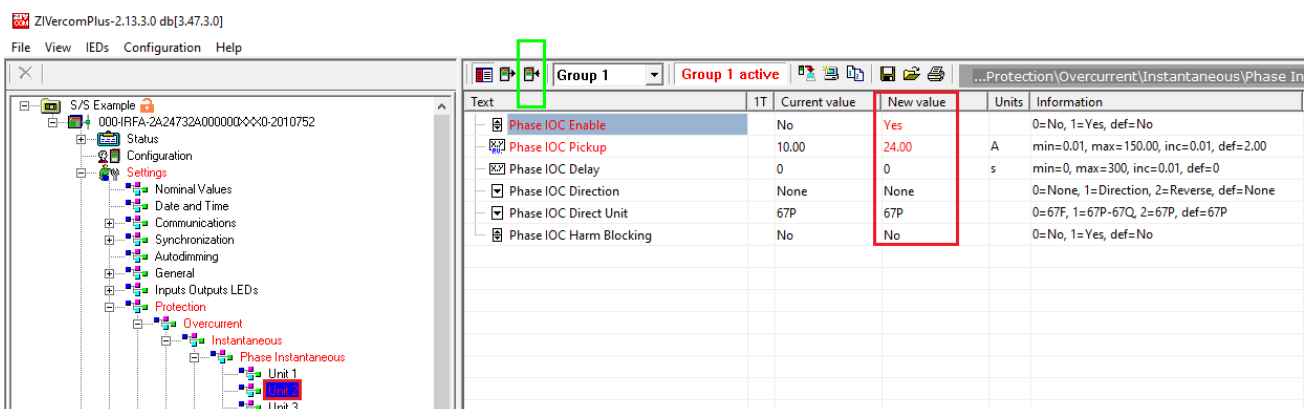 ZIVercomPlus-2.13.3.0 db[3.47.3.0]
File View IEDs Configuration Help
Group 1 Group 1 active ...Protection\Overcurrent\Instantaneous\Phase In
S/S Example
000-IRFA-2A24732A000000XXX0-2010752
Status
Configuration
Settings
Nominal Values
Date and Time
Communications
Synchronization
Autodimming
General
Inputs Outputs LEDs
Protection
Overcurrent
Instantaneous
Phase Instantaneous
Unit 1
Unit 2
Unit 3
Text 1T Current value New value Units Information
Phase IOC Enable No Yes 0=No, 1=Yes, def=No
Phase IOC Pickup 10.00 24.00 A min=0.01, max=150.00, inc=0.01, def=2.00
Phase IOC Delay 0 0 s min=0, max=300, inc=0.01, def=0
Phase IOC Direction None None 0=None, 1=Direction, 2=Reverse, def=None
Phase IOC Direct Unit 67P 67P 0=67F, 1=67P-67Q, 2=67P, def=67P
Phase IOC Harm Blocking No No 0=No, 1=Yes, def=No